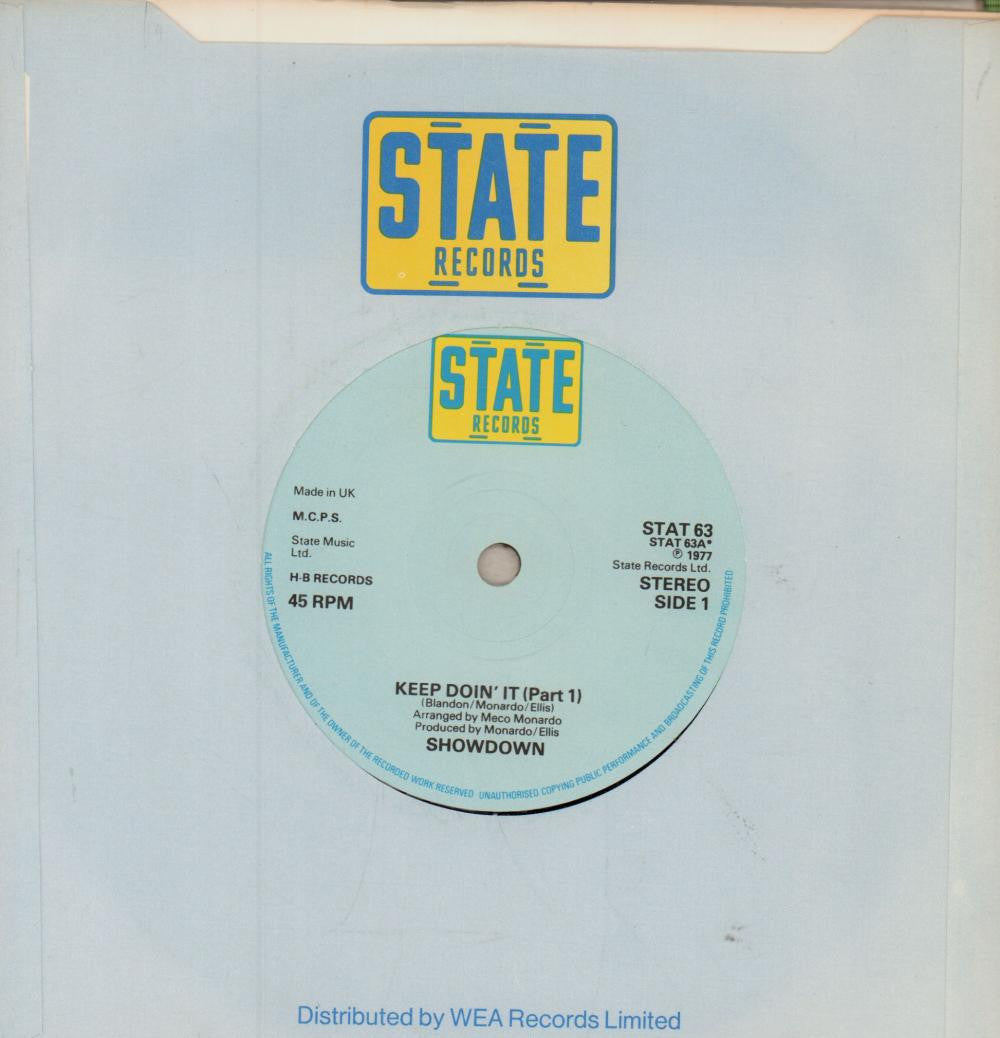 STATE
RECORDS
STATE
RECORDS
Made in UK
M.C.P.S.
State Music
Ltd.
H-B RECORDS
45 RPM
STAT 63
STAT 63A*
℗ 1977
State Records Ltd.
STEREO
SIDE 1
KEEP DOIN' IT (Part 1)
(Blandon/Monardo/Ellis)
Arranged by Meco Monardo
Produced by Monardo/Ellis
SHOWDOWN
ALL RIGHTS OF THE MANUFACTURER AND OF THE OWNER OF THE RECORDED WORK RESERVED · UNAUTHORISED COPYING PUBLIC PERFORMANCE AND BROADCASTING OF THIS RECORD PROHIBITED
Distributed by WEA Records Limited